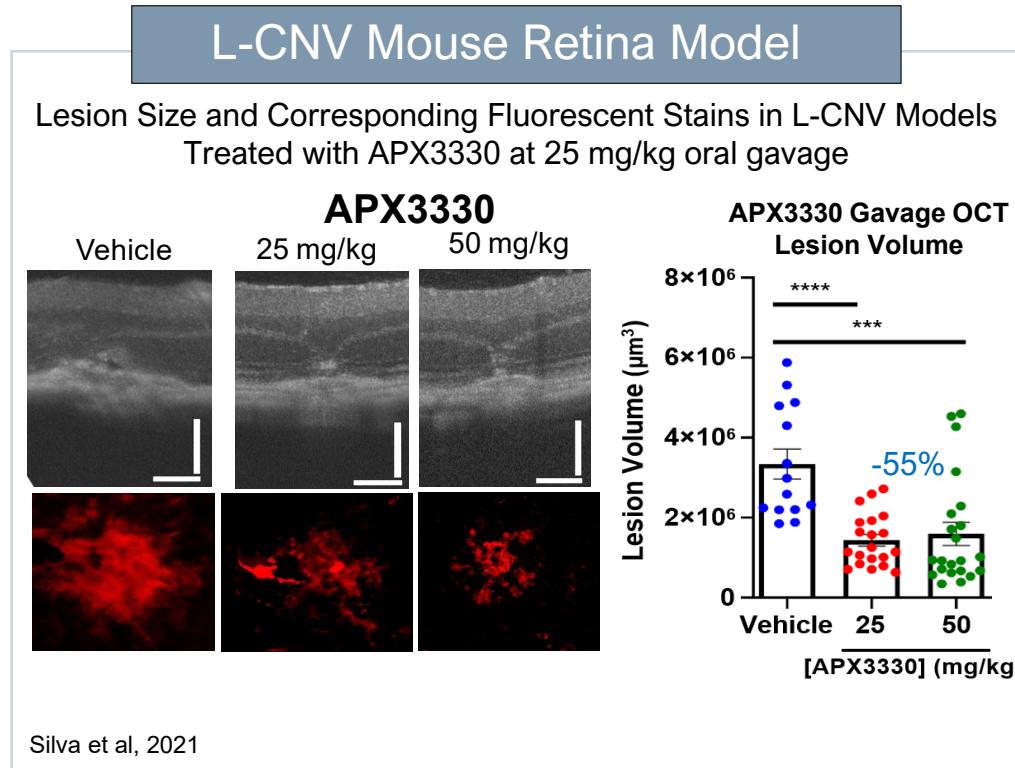 L-CNV Mouse Retina Model
Lesion Size and Corresponding Fluorescent Stains in L-CNV Models
Treated with APX3330 at 25 mg/kg oral gavage
APX3330
Vehicle
25 mg/kg
50 mg/kg
APX3330 Gavage OCT
Lesion Volume
Lesion Volume (µm³)
8×10⁶
6×10⁶
4×10⁶
2×10⁶
0
****
***
-55%
Vehicle
25
50
[APX3330] (mg/kg
Silva et al, 2021